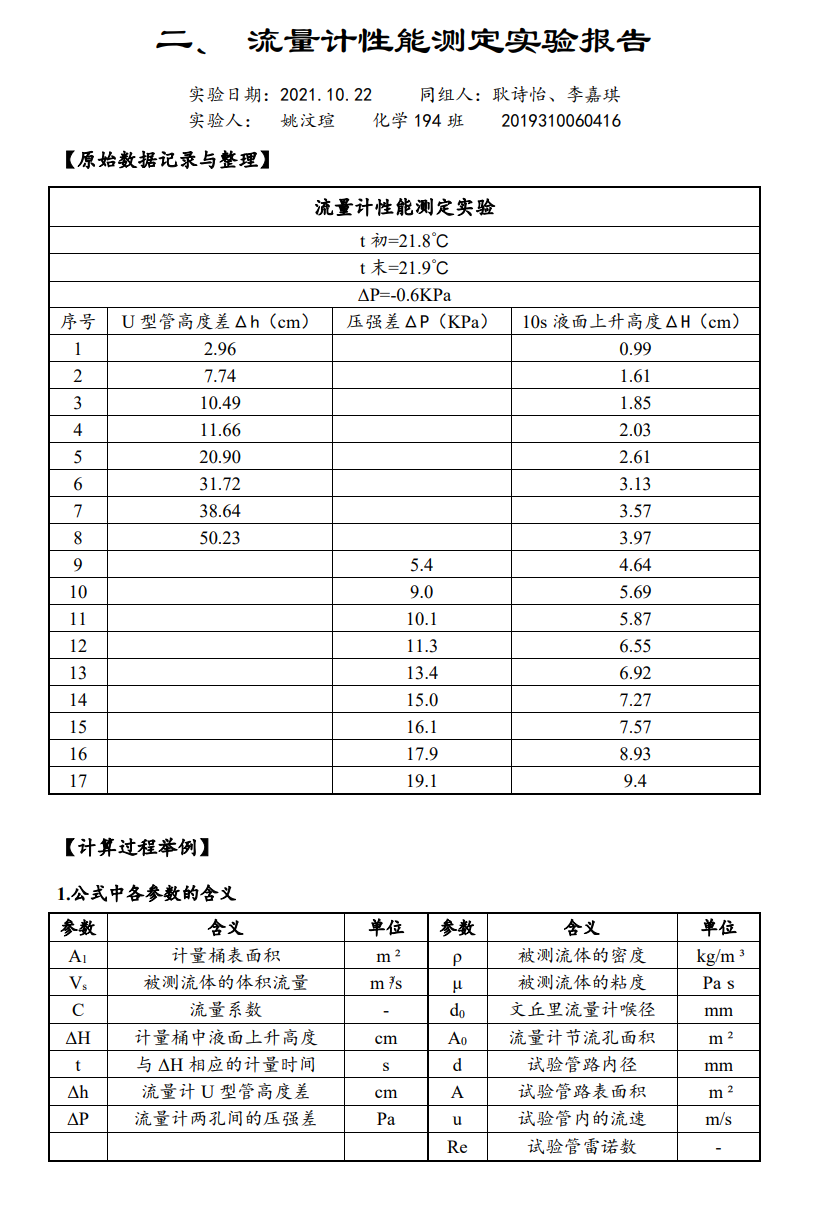 二、 流量计性能测定实验报告
实验日期：2021.10.22 同组人：耿诗怡、李嘉琪
实验人： 姚汶瑄 化学 194 班 2019310060416
【原始数据记录与整理】
流量计性能测定实验
t 初=21.8℃
t 末=21.9℃
ΔP=-0.6KPa
序号 U 型管高度差Δh（cm） 压强差ΔP（KPa） 10s 液面上升高度ΔH（cm）
1 2.96 0.99
2 7.74 1.61
3 10.49 1.85
4 11.66 2.03
5 20.90 2.61
6 31.72 3.13
7 38.64 3.57
8 50.23 3.97
9 5.4 4.64
10 9.0 5.69
11 10.1 5.87
12 11.3 6.55
13 13.4 6.92
14 15.0 7.27
15 16.1 7.57
16 17.9 8.93
17 19.1 9.4
【计算过程举例】
1.公式中各参数的含义
参数 含义 单位 参数 含义 单位
A₁ 计量桶表面积 m ² ρ 被测流体的密度 kg/m ³
Vₛ 被测流体的体积流量 m ³/s μ 被测流体的粘度 Pa s
C 流量系数 - d₀ 文丘里流量计喉径 mm
ΔH 计量桶中液面上升高度 cm A₀ 流量计节流孔面积 m ²
t 与 ΔH 相应的计量时间 s d 试验管路内径 mm
Δh 流量计 U 型管高度差 cm A 试验管路表面积 m ²
ΔP 流量计两孔间的压强差 Pa u 试验管内的流速 m/s
Re 试验管雷诺数 -